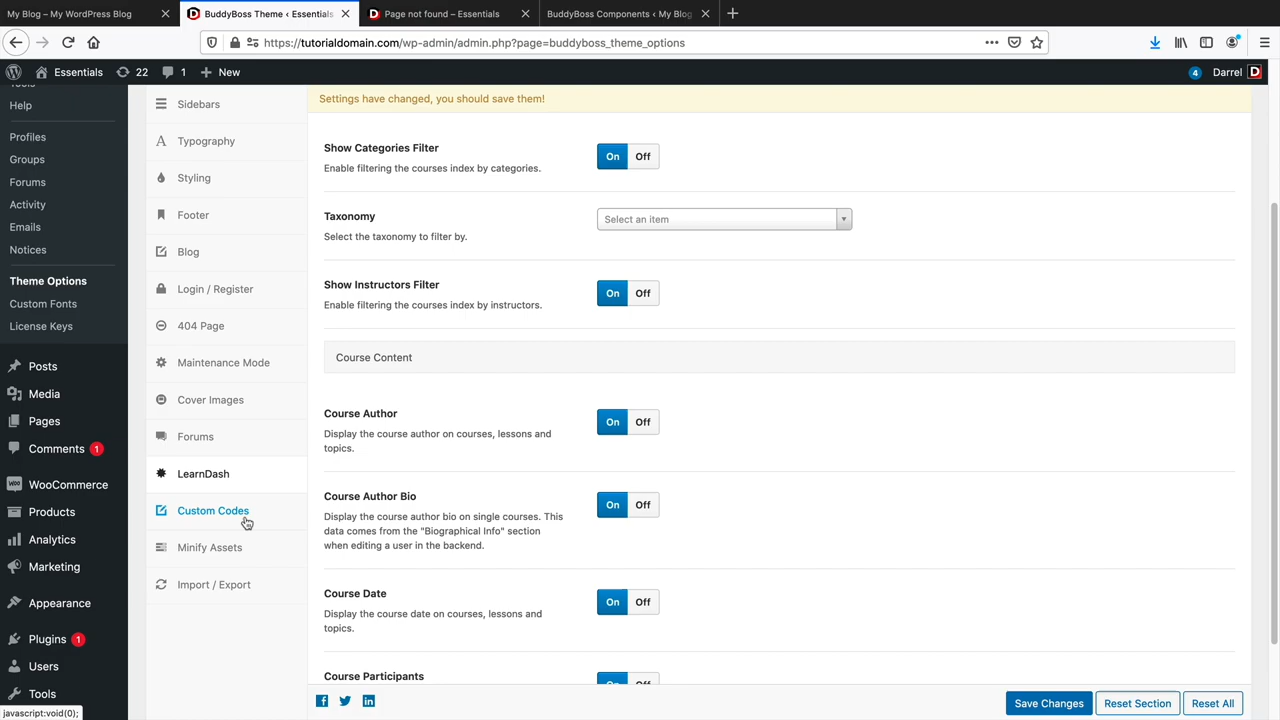 My Blog – My WordPress Blog
BuddyBoss Theme ‹ Essentials
Page not found – Essentials
BuddyBoss Components ‹ My Blog
https://tutorialdomain.com/wp-admin/admin.php?page=buddyboss_theme_options
Essentials
22
1
New
4
Darrel
Tools
Help
Profiles
Groups
Forums
Activity
Emails
Notices
Theme Options
Custom Fonts
License Keys
Posts
Media
Pages
Comments 1
WooCommerce
Products
Analytics
Marketing
Appearance
Plugins 1
Users
Tools
javascript:void(0);
Sidebars
Typography
Styling
Footer
Blog
Login / Register
404 Page
Maintenance Mode
Cover Images
Forums
LearnDash
Custom Codes
Minify Assets
Import / Export
Settings have changed, you should save them!
Show Categories Filter
Enable filtering the courses index by categories.
On Off
Taxonomy
Select the taxonomy to filter by.
Select an item
Show Instructors Filter
Enable filtering the courses index by instructors.
On Off
Course Content
Course Author
Display the course author on courses, lessons and
topics.
On Off
Course Author Bio
Display the course author bio on single courses. This
data comes from the "Biographical Info" section
when editing a user in the backend.
On Off
Course Date
Display the course date on courses, lessons and
topics.
On Off
Course Participants
On Off
Save Changes
Reset Section
Reset All